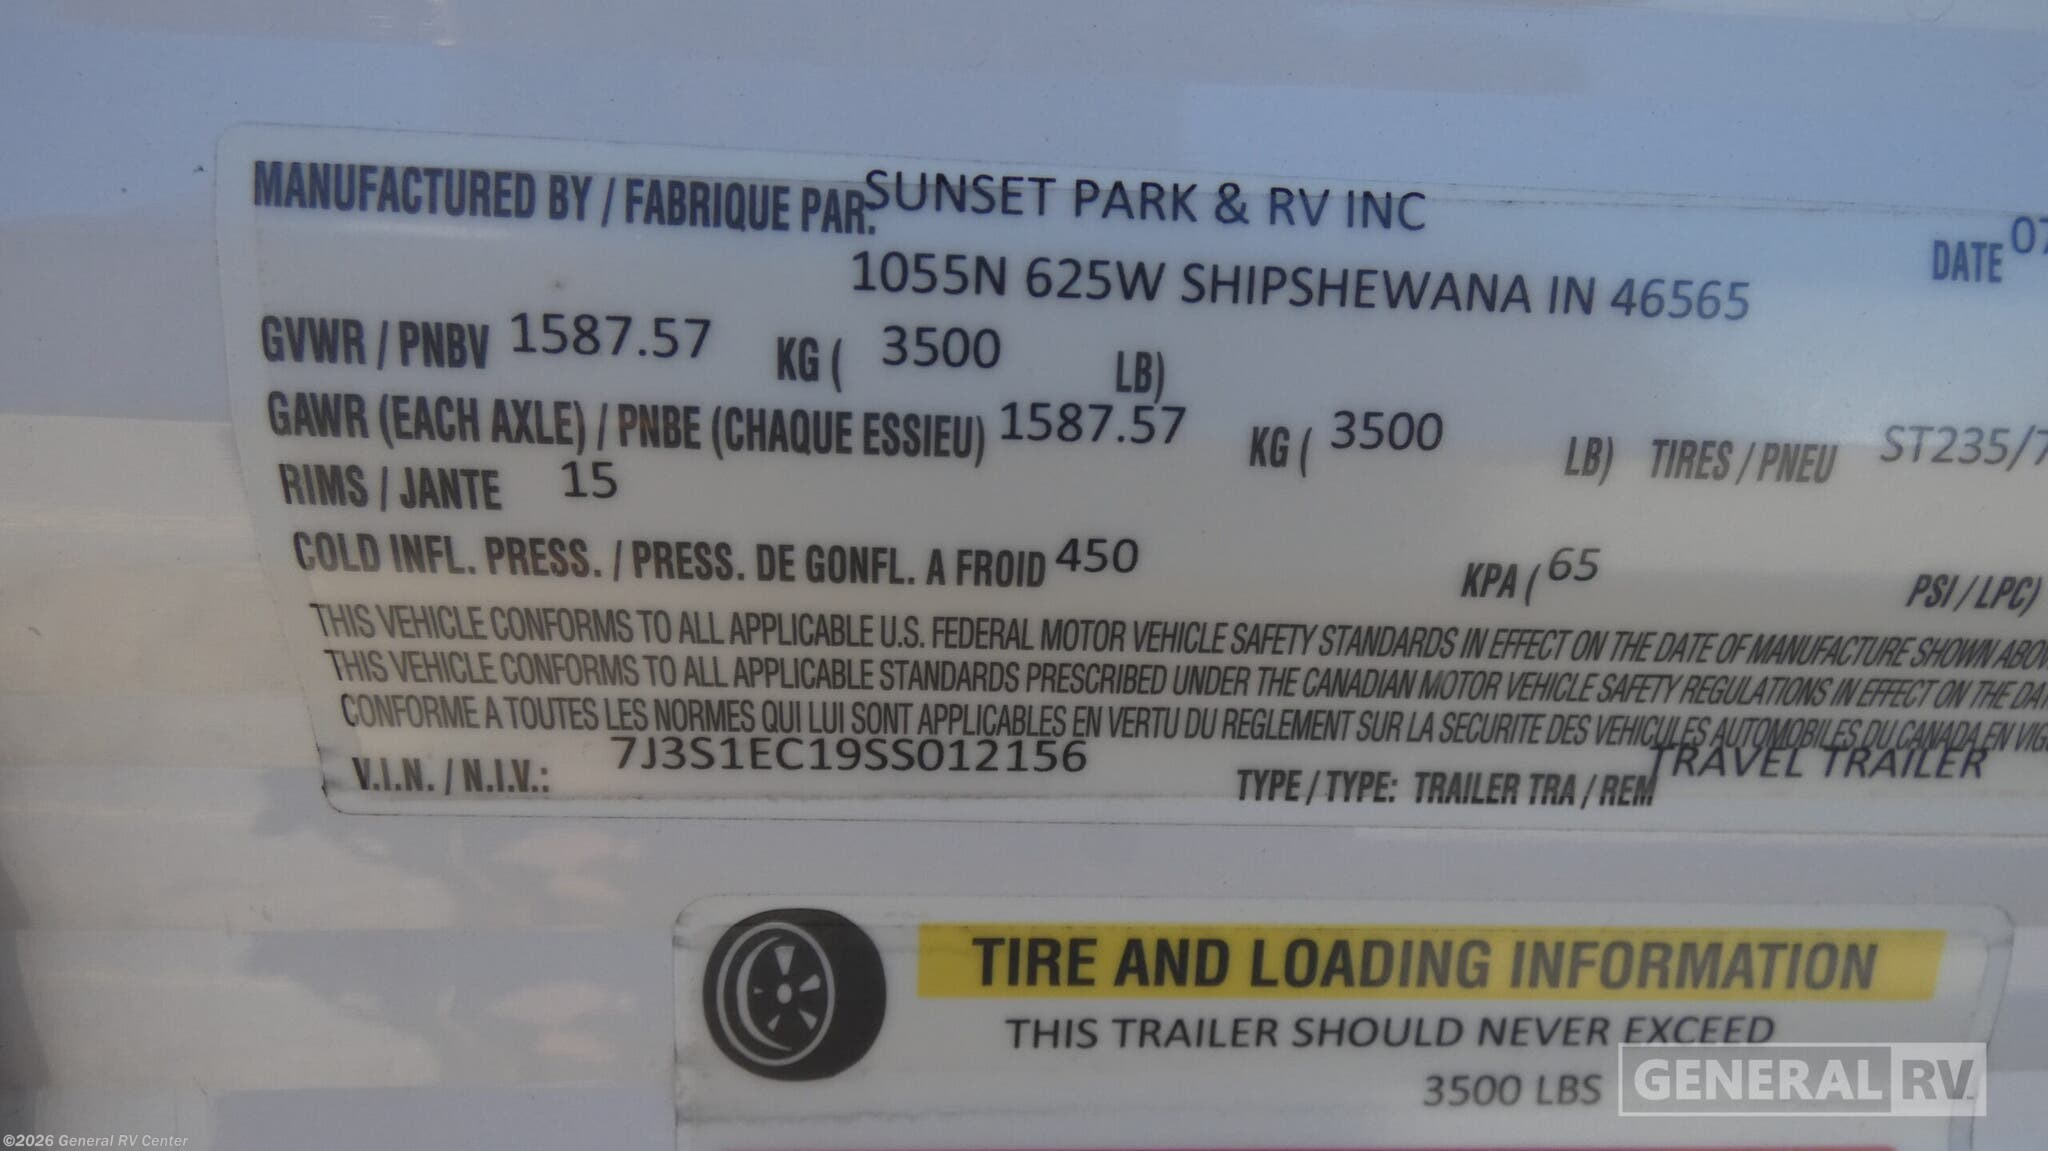 MANUFACTURED BY / FABRIQUE PAR. SUNSET PARK & RV INC
1055N 625W SHIPSHEWANA IN 46565 DATE 07
GVWR / PNBV 1587.57 KG ( 3500 LB)
GAWR (EACH AXLE) / PNBE (CHAQUE ESSIEU) 1587.57 KG ( 3500 LB) TIRES / PNEU ST235/7
RIMS / JANTE 15
COLD INFL. PRESS. / PRESS. DE GONFL. A FROID 450 KPA ( 65 PSI / LPC)
THIS VEHICLE CONFORMS TO ALL APPLICABLE U.S. FEDERAL MOTOR VEHICLE SAFETY STANDARDS IN EFFECT ON THE DATE OF MANUFACTURE SHOWN ABOV
THIS VEHICLE CONFORMS TO ALL APPLICABLE STANDARDS PRESCRIBED UNDER THE CANADIAN MOTOR VEHICLE SAFETY REGULATIONS IN EFFECT ON THE DAT
CONFORME A TOUTES LES NORMES QUI LUI SONT APPLICABLES EN VERTU DU REGLEMENT SUR LA SECURITE DES VEHICULES AUTOMOBILES DU CANADA EN VIG
V.I.N. / N.I.V.: 7J3S1EC19SS012156 TYPE / TYPE: TRAILER TRA / REM TRAVEL TRAILER
TIRE AND LOADING INFORMATION
THIS TRAILER SHOULD NEVER EXCEED
3500 LBS
GENERAL RV
©2026 General RV Center